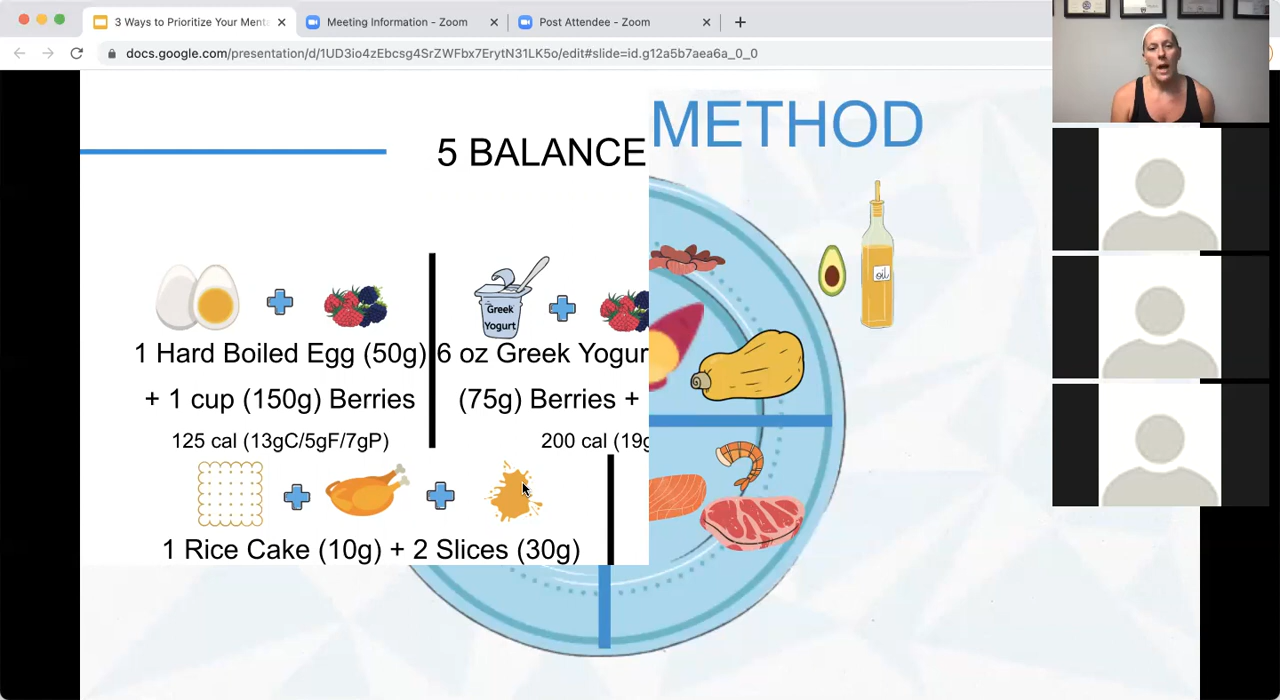 3 Ways to Prioritize Your Menta
Meeting Information - Zoom
Post Attendee - Zoom
docs.google.com/presentation/d/1UD3io4zEbcsg4SrZWFbx7ErytN31LK5o/edit#slide=id.g12a5b7aea6a_0_0
METHOD
5 BALANCE
oil
Greek
Yogurt
1 Hard Boiled Egg (50g)
+ 1 cup (150g) Berries
125 cal (13gC/5gF/7gP)
6 oz Greek Yogur
(75g) Berries +
200 cal (19g
1 Rice Cake (10g) + 2 Slices (30g)